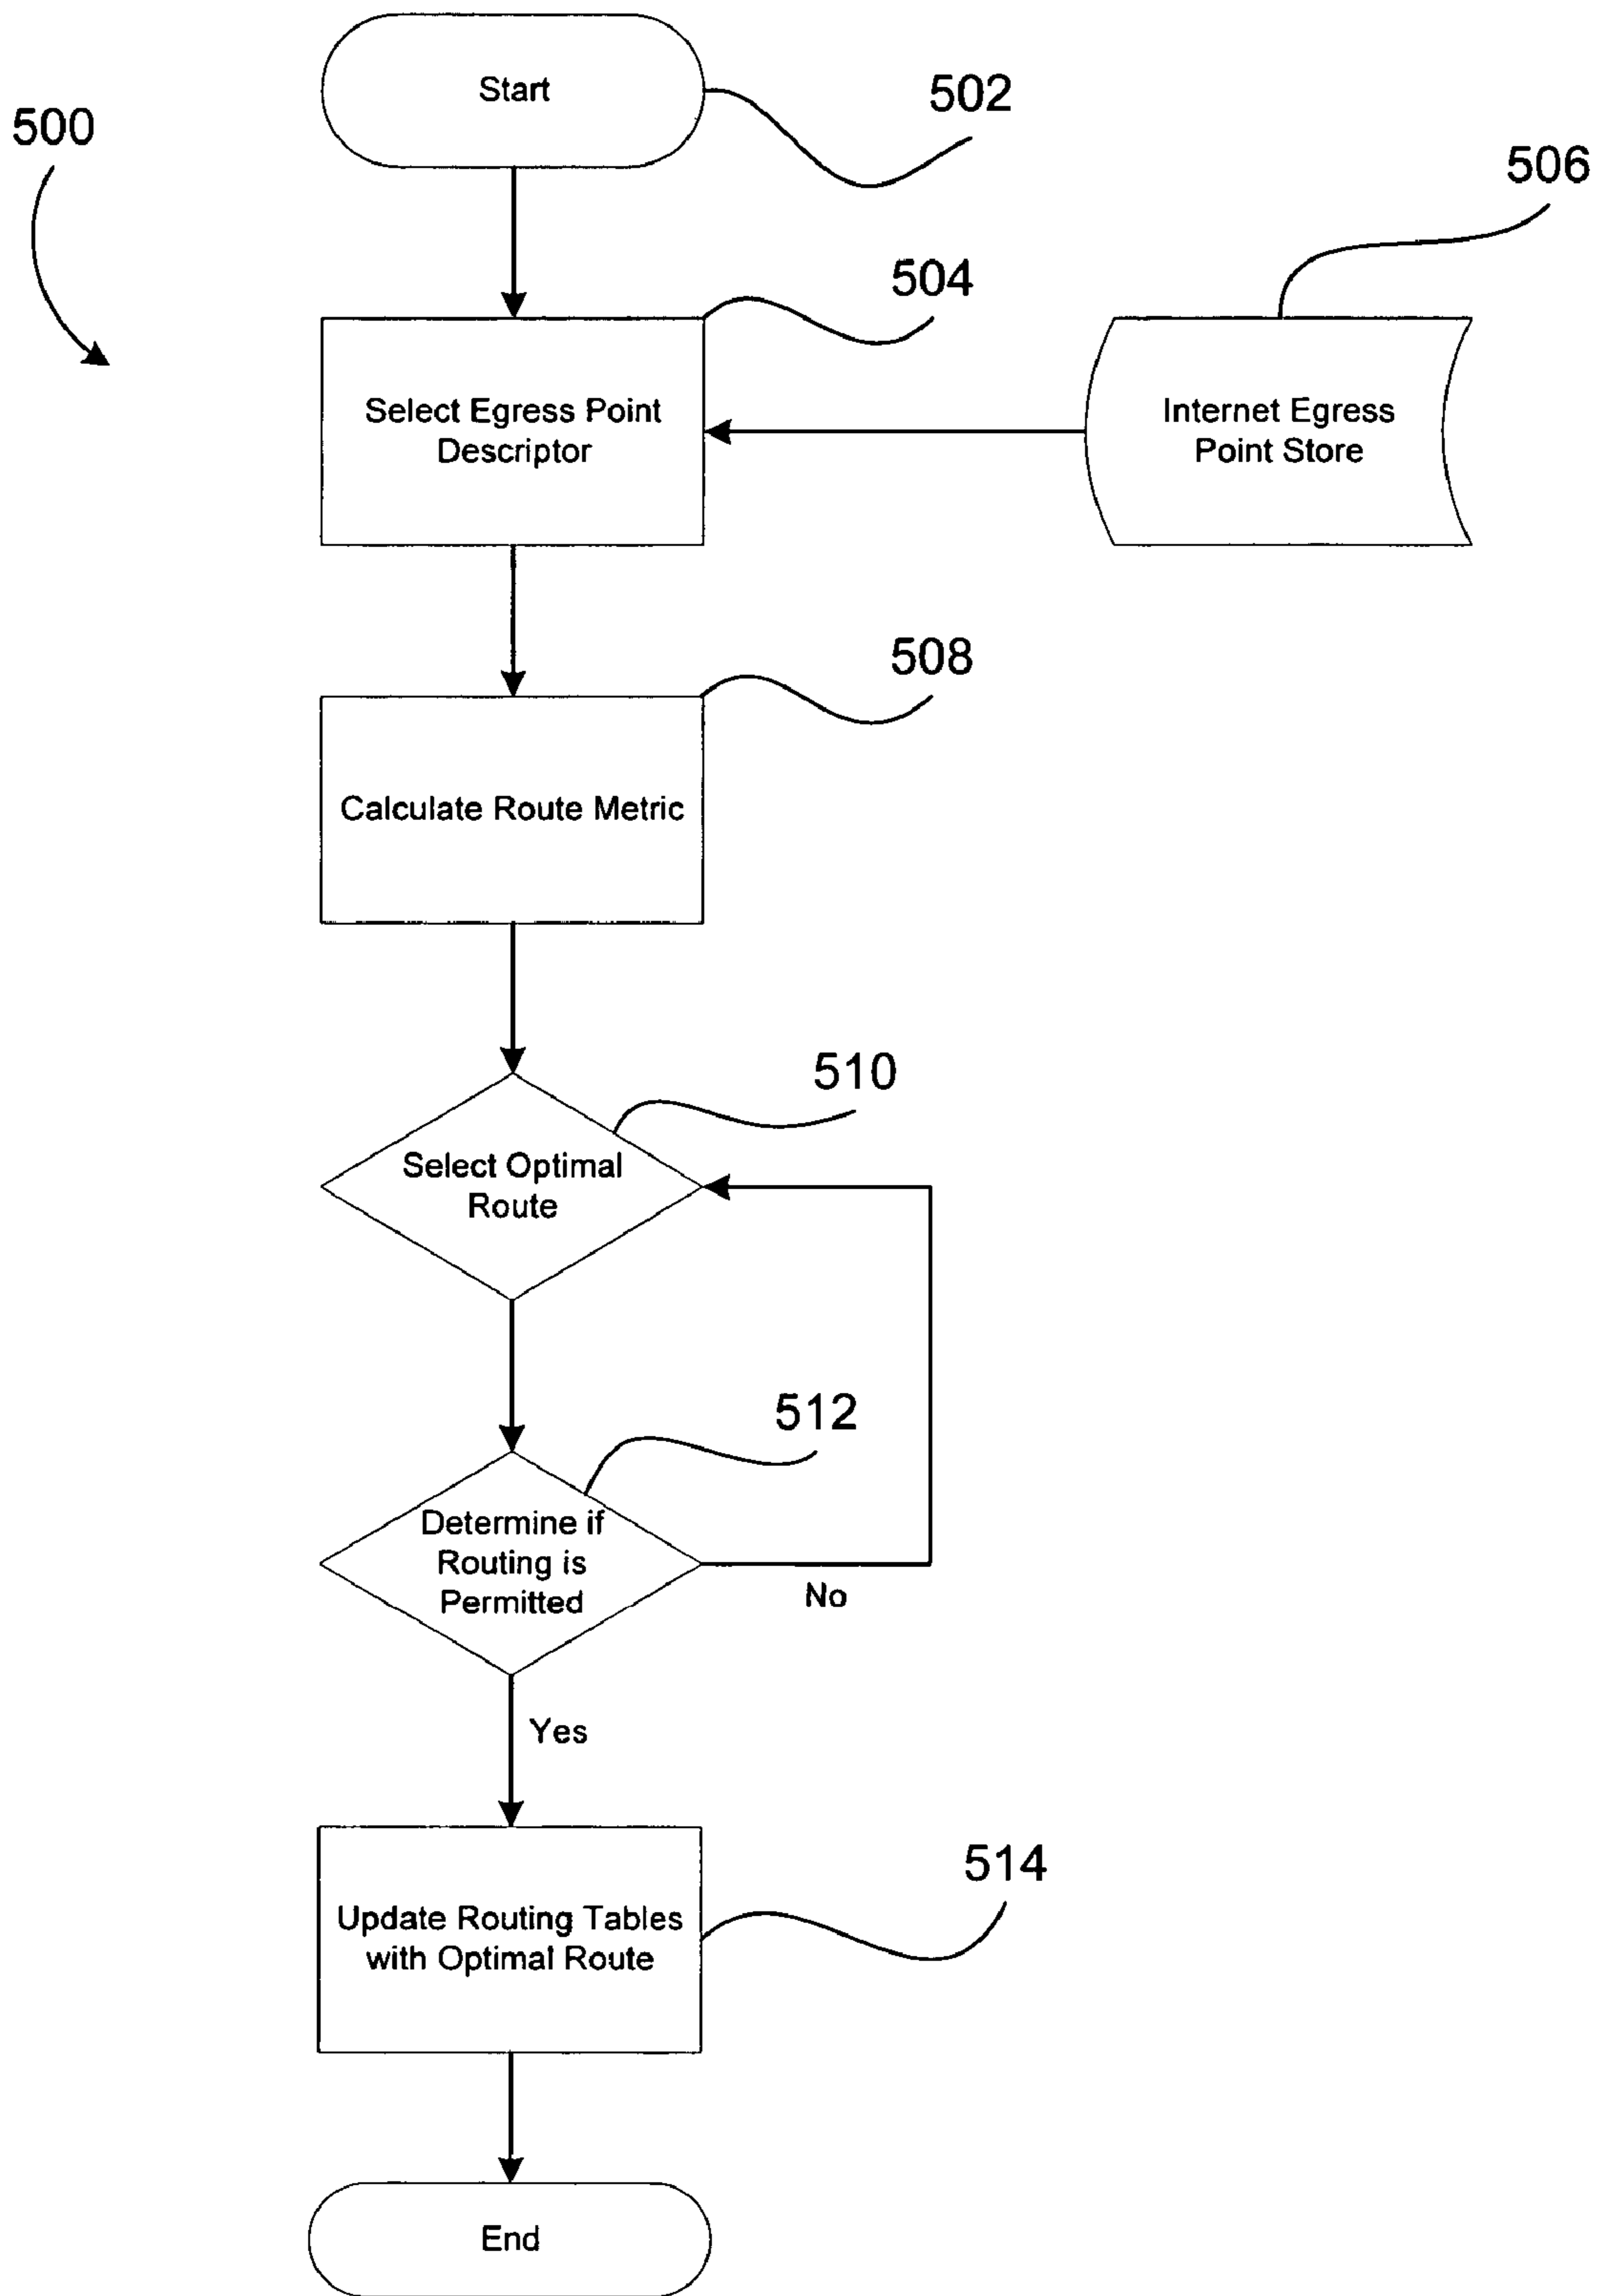 Start
502
500
506
504
Select Egress Point
Descriptor
Internet Egress
Point Store
508
Calculate Route Metric
510
Select Optimal
Route
512
Determine if
Routing is
Permitted
No
Yes
514
Update Routing Tables
with Optimal Route
End